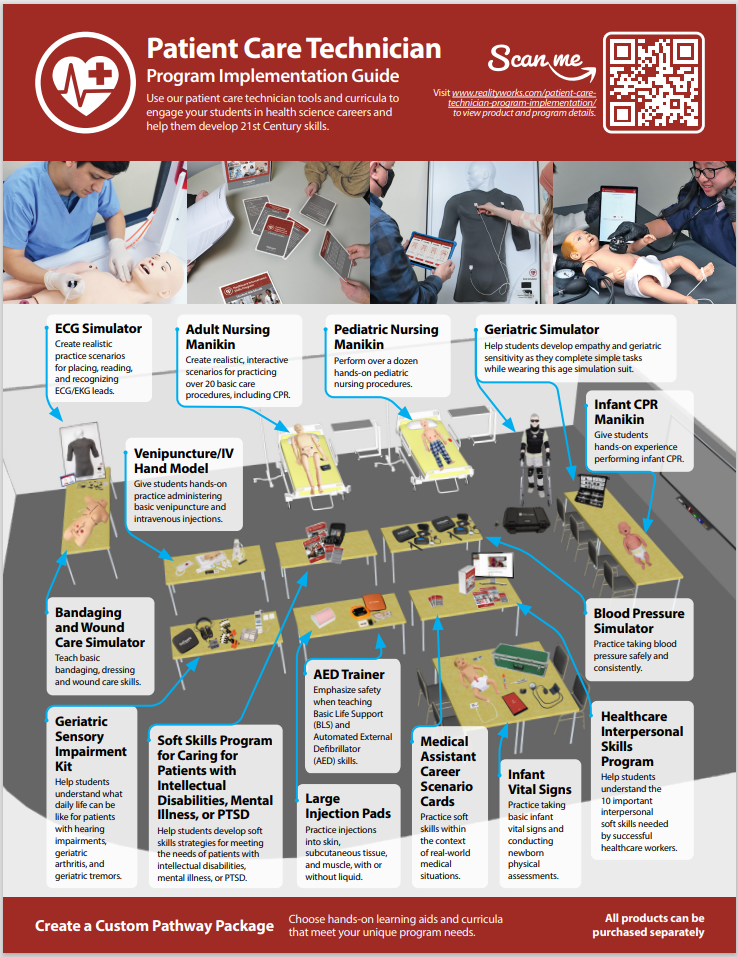 Patient Care Technician
Program Implementation Guide
Use our patient care technician tools and curricula to
engage your students in health science careers and
help them develop 21st Century skills.
Scan me
Visit www.realityworks.com/patient-care-
technician-program-implementation/
to view product and program details.
ECG Simulator
Create realistic
practice scenarios
for placing, reading,
and recognizing
ECG/EKG leads.
Adult Nursing
Manikin
Create realistic, interactive
scenarios for practicing
over 20 basic care
procedures, including CPR.
Pediatric Nursing
Manikin
Perform over a dozen
hands-on pediatric
nursing procedures.
Geriatric Simulator
Help students develop empathy and geriatric
sensitivity as they complete simple tasks
while wearing this age simulation suit.
Infant CPR
Manikin
Give students
hands-on experience
performing infant CPR.
Venipuncture/IV
Hand Model
Give students hands-on
practice administering
basic venipuncture and
intravenous injections.
Bandaging
and Wound
Care Simulator
Teach basic
bandaging, dressing
and wound care skills.
Blood Pressure
Simulator
Practice taking blood
pressure safely and
consistently.
AED Trainer
Emphasize safety
when teaching
Basic Life Support
(BLS) and
Automated External
Defibrillator
(AED) skills.
Geriatric
Sensory
Impairment
Kit
Help students
understand what
daily life can be
like for patients
with hearing
impairments,
geriatric
arthritis, and
geriatric tremors.
Soft Skills Program
for Caring for
Patients with
Intellectual
Disabilities, Mental
Illness, or PTSD
Help students develop soft
skills strategies for meeting
the needs of patients with
intellectual disabilities,
mental illness, or PTSD.
Large
Injection Pads
Practice injections
into skin,
subcutaneous tissue,
and muscle, with or
without liquid.
Medical
Assistant
Career
Scenario
Cards
Practice soft
skills within
the context
of real-world
medical
situations.
Infant
Vital Signs
Practice taking
basic infant
vital signs and
conducting
newborn
physical
assessments.
Healthcare
Interpersonal
Skills
Program
Help students
understand the
10 important
interpersonal
soft skills needed
by successful
healthcare workers.
Create a Custom Pathway Package
Choose hands-on learning aids and curricula
that meet your unique program needs.
All products can be
purchased separately